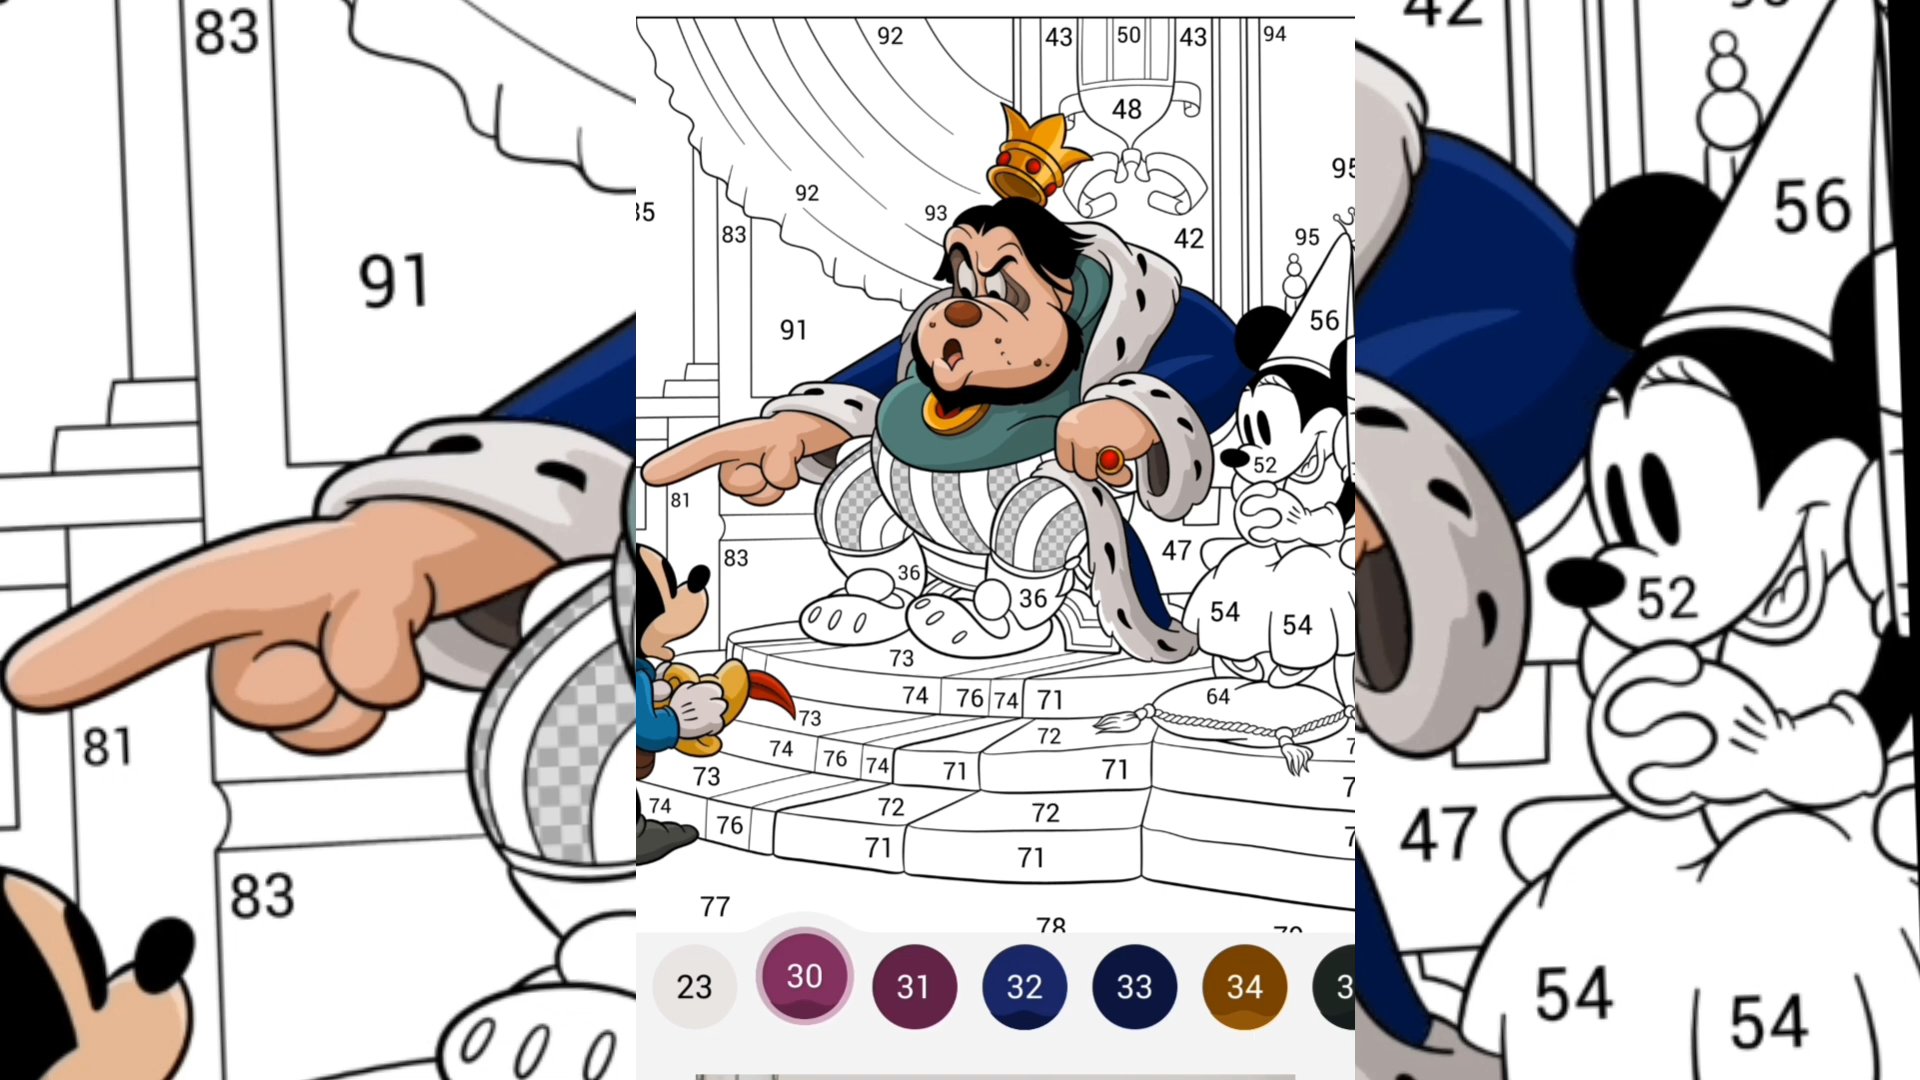 83
91
81
83
92 43 50 43 94
48
95
92
93
83 42 95
91 56
52
81
83 36 47
36 54 54
73
74 76 74 71 64
73 72
74 76 74 71 71
73
74 76 72 72
71 71
77 78
23 30 31 32 33 34
56
52
47
54 54